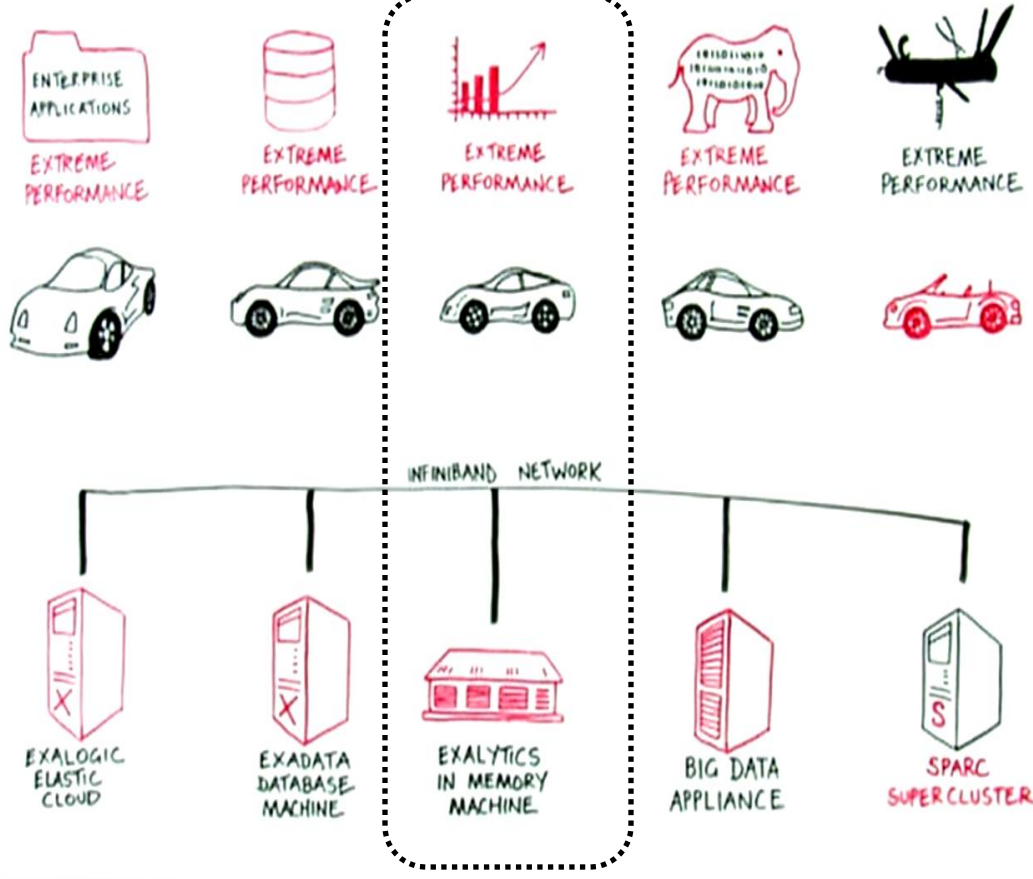 ENTERPRISE
APPLICATIONS
EXTREME
PERFORMANCE
EXTREME
PERFORMANCE
EXTREME
PERFORMANCE
EXTREME
PERFORMANCE
EXTREME
PERFORMANCE
INFINIBAND NETWORK
X
EXALOGIC
ELASTIC
CLOUD
X
EXADATA
DATABASE
MACHINE
EXALYTICS
IN MEMORY
MACHINE
BIG DATA
APPLIANCE
S
SPARC
SUPERCLUSTER